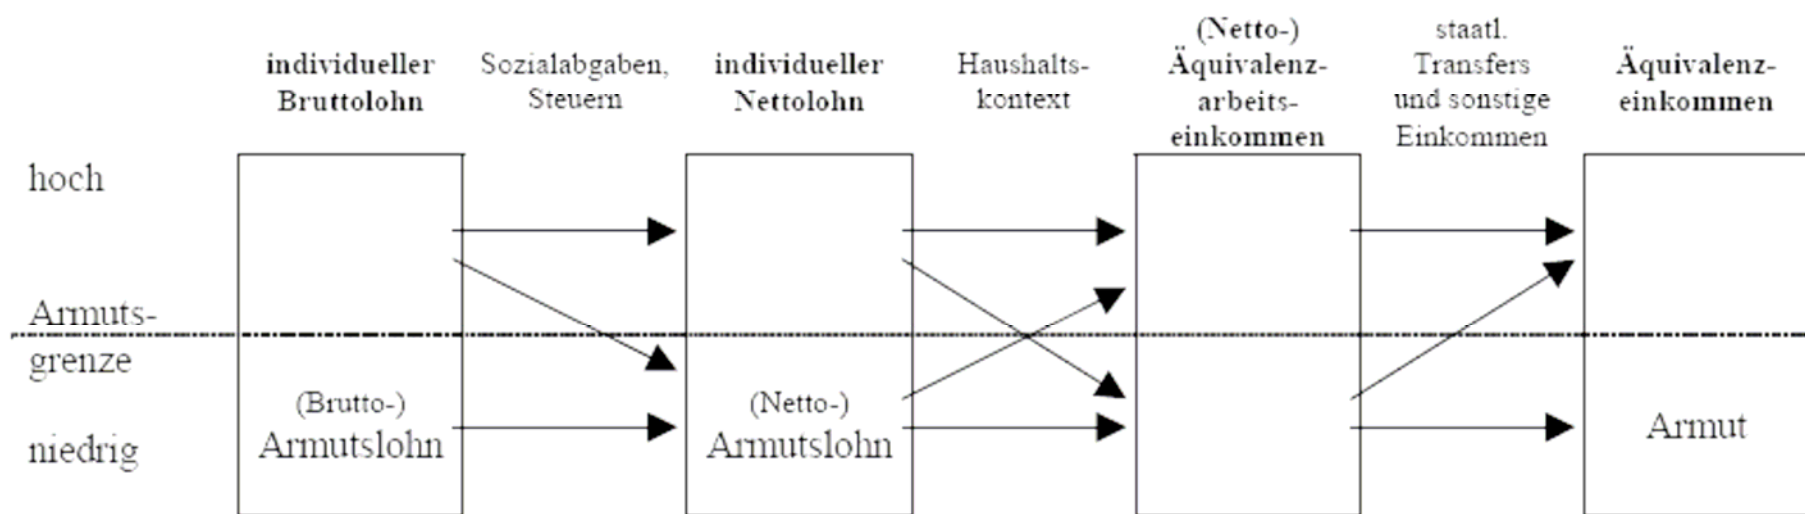 individueller
Bruttolohn
Sozialabgaben,
Steuern
individueller
Nettolohn
Haushalts-
kontext
(Netto-)
Äquivalenz-
arbeits-
einkommen
staatl.
Transfers
und sonstige
Einkommen
Äquivalenz-
einkommen
hoch
Armuts-
grenze
niedrig
(Brutto-)
Armutslohn
(Netto-)
Armutslohn
Armut